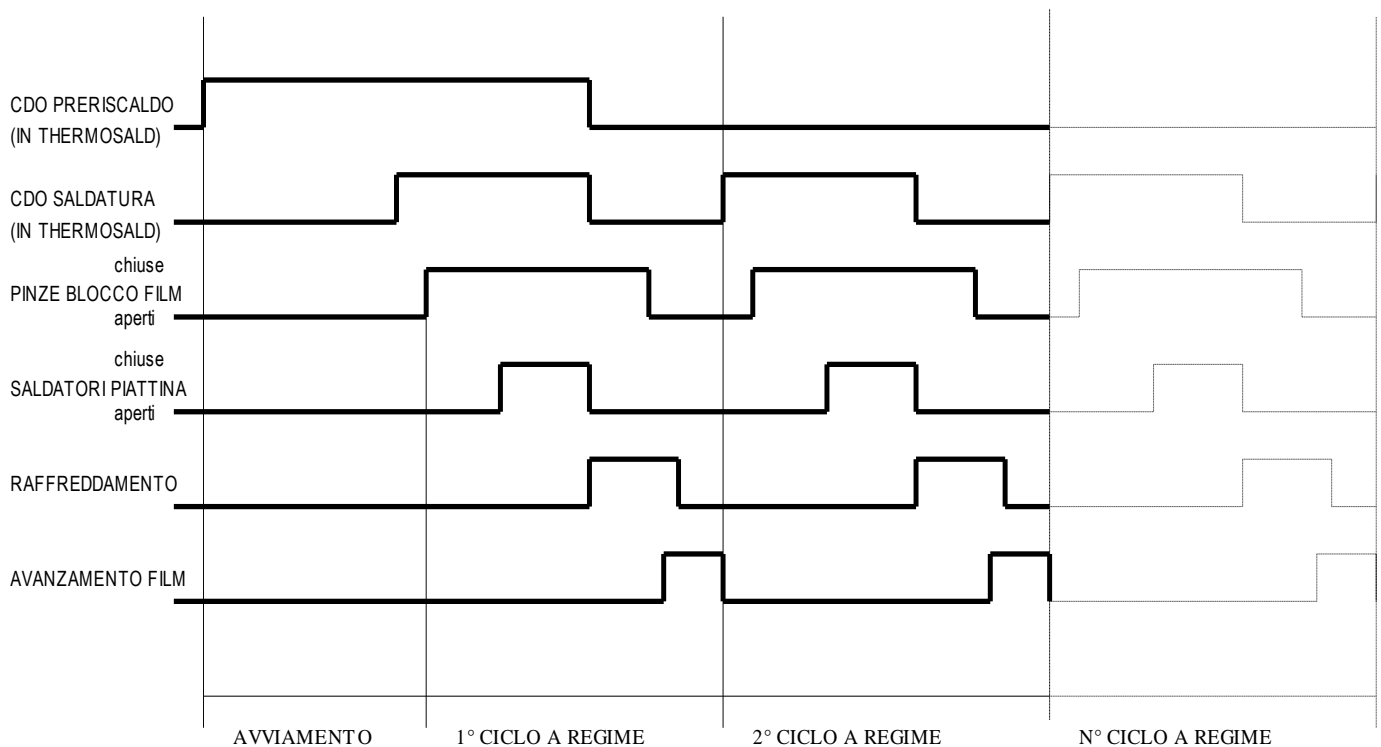 CDO PRERISCALDO
(IN THERMOSALD)
CDO SALDATURA
(IN THERMOSALD)
chiuse
PINZE BLOCCO FILM
aperti
chiuse
SALDATORI PIATTINA
aperti
RAFFREDDAMENTO
AVANZAMENTO FILM
AVVIAMENTO 1° CICLO A REGIME 2° CICLO A REGIME N° CICLO A REGIME